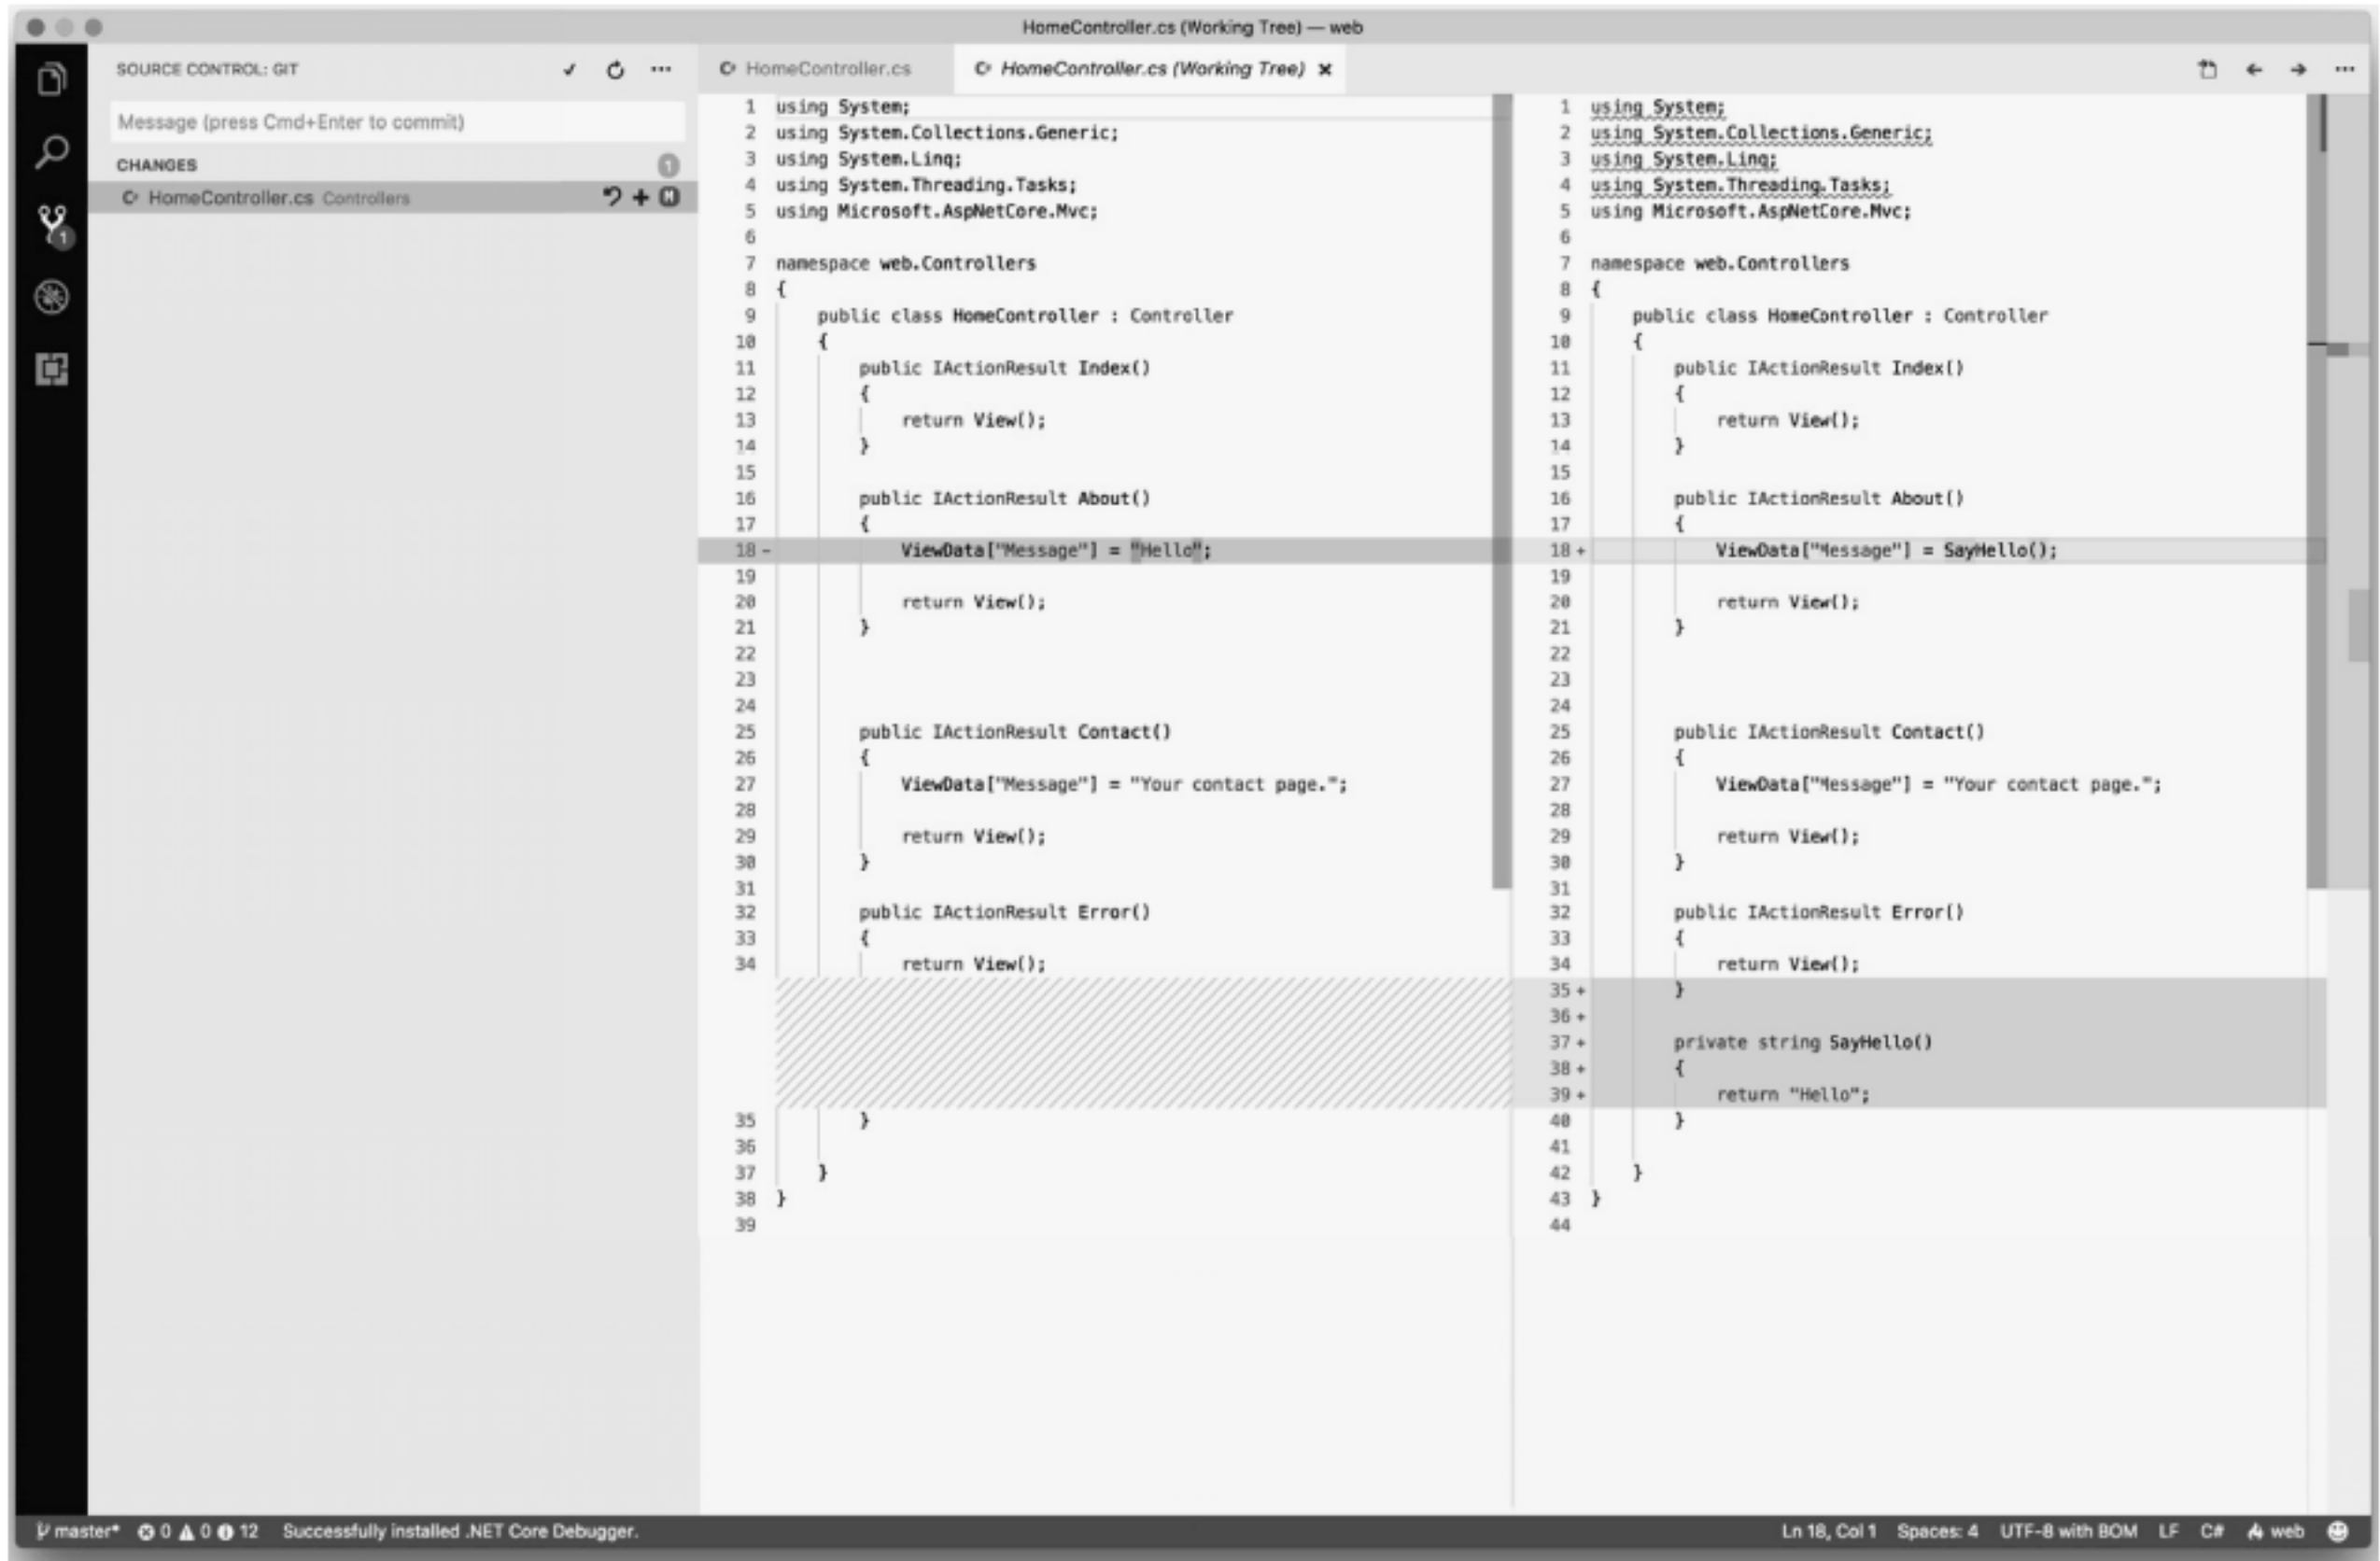 HomeController.cs (Working Tree) — web
SOURCE CONTROL: GIT
Message (press Cmd+Enter to commit)
CHANGES 1
HomeController.cs Controllers M
1
HomeController.cs
HomeController.cs (Working Tree)
1 using System;
2 using System.Collections.Generic;
3 using System.Linq;
4 using System.Threading.Tasks;
5 using Microsoft.AspNetCore.Mvc;
6
7 namespace web.Controllers
8 {
9 public class HomeController : Controller
10 {
11 public IActionResult Index()
12 {
13 return View();
14 }
15
16 public IActionResult About()
17 {
18 - ViewData["Message"] = "Hello";
19
20 return View();
21 }
22
23
24
25 public IActionResult Contact()
26 {
27 ViewData["Message"] = "Your contact page.";
28
29 return View();
30 }
31
32 public IActionResult Error()
33 {
34 return View();
35 }
36
37 }
38 }
39
1 using System;
2 using System.Collections.Generic;
3 using System.Linq;
4 using System.Threading.Tasks;
5 using Microsoft.AspNetCore.Mvc;
6
7 namespace web.Controllers
8 {
9 public class HomeController : Controller
10 {
11 public IActionResult Index()
12 {
13 return View();
14 }
15
16 public IActionResult About()
17 {
18 + ViewData["Message"] = SayHello();
19
20 return View();
21 }
22
23
24
25 public IActionResult Contact()
26 {
27 ViewData["Message"] = "Your contact page.";
28
29 return View();
30 }
31
32 public IActionResult Error()
33 {
34 return View();
35 + }
36 +
37 + private string SayHello()
38 + {
39 + return "Hello";
40 }
41
42 }
43 }
44
master* 0 0 12 Successfully installed .NET Core Debugger.
Ln 18, Col 1 Spaces: 4 UTF-8 with BOM LF C# web